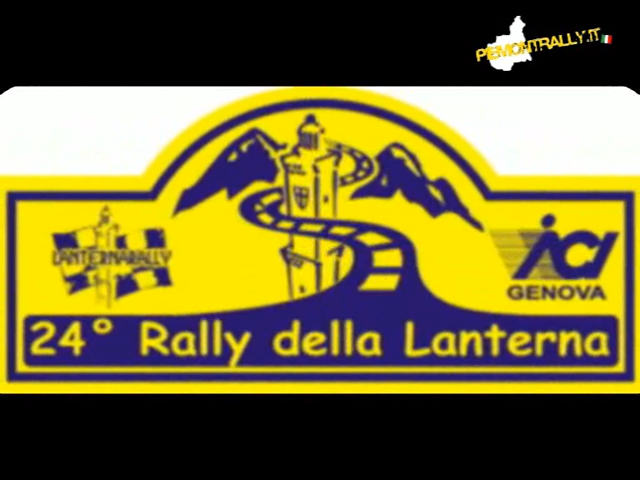 PIEMONTRALLY.IT
LANTERNARALLY
ACI
GENOVA
24° Rally della Lanterna